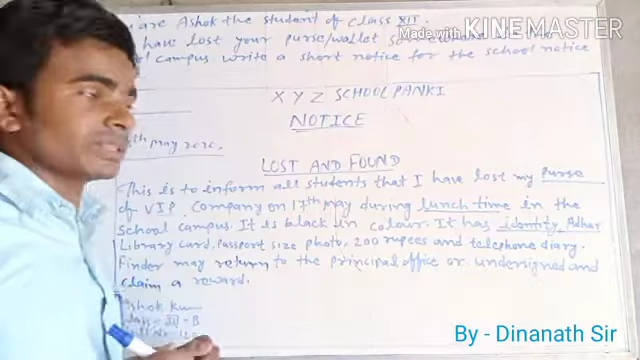 are Ashok the student of class XII.
Made with KINEMASTER
have lost your purse/wallet
campus write a short notice for the school notice
X Y Z SCHOOL PANKI
NOTICE
th May 2020
LOST AND FOUND
This is to inform all students that I have lost my purse
of VIP Company on 17th May during lunch time in the
school campus. It is black in colour. It has identity, Adhar
Library card, Passport size photo, 200 rupees and telephone diary.
Finder may return to the principal office or undersigned and
claim a reward.
Ashok Kum
Class - XII - B
By - Dinanath Sir